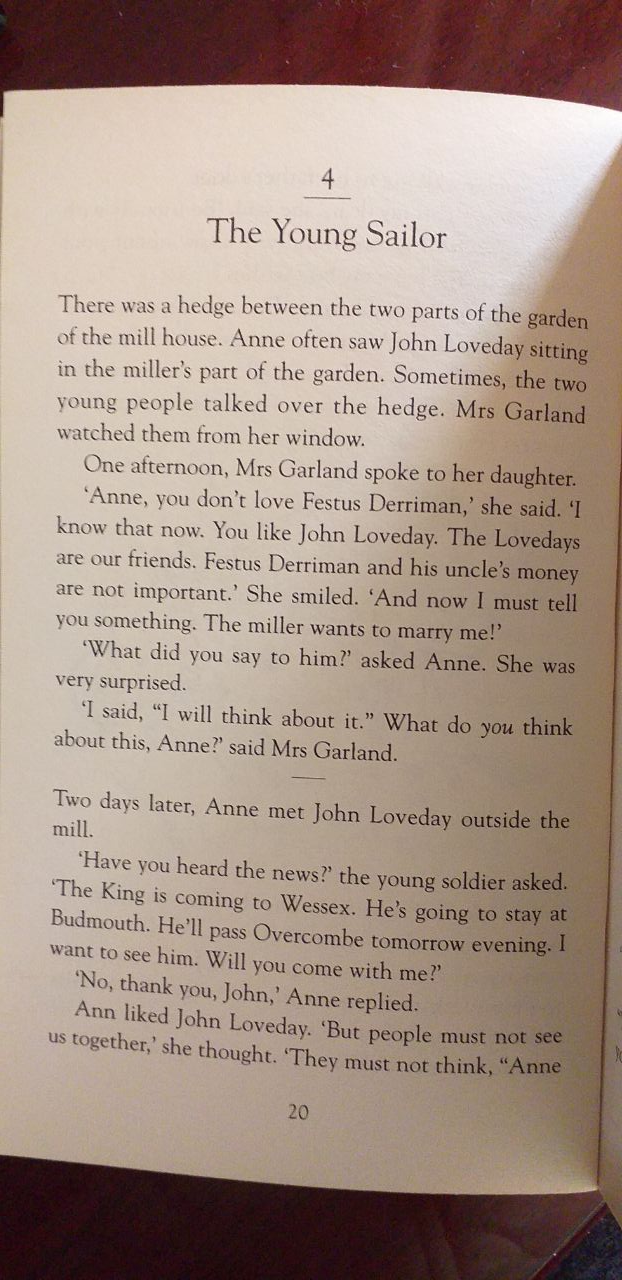 4
The Young Sailor
There was a hedge between the two parts of the garden
of the mill house. Anne often saw John Loveday sitting
in the miller's part of the garden. Sometimes, the two
young people talked over the hedge. Mrs Garland
watched them from her window.
One afternoon, Mrs Garland spoke to her daughter.
‘Anne, you don't love Festus Derriman,’ she said. ‘I
know that now. You like John Loveday. The Lovedays
are our friends. Festus Derriman and his uncle's money
are not important.’ She smiled. ‘And now I must tell
you something. The miller wants to marry me!’
‘What did you say to him?’ asked Anne. She was
very surprised.
‘I said, “I will think about it.” What do you think
about this, Anne?’ said Mrs Garland.
Two days later, Anne met John Loveday outside the
mill.
‘Have you heard the news?’ the young soldier asked.
‘The King is coming to Wessex. He's going to stay at
Budmouth. He'll pass Overcombe tomorrow evening. I
want to see him. Will you come with me?’
‘No, thank you, John,’ Anne replied.
Ann liked John Loveday. ‘But people must not see
us together,’ she thought. ‘They must not think, “Anne
20